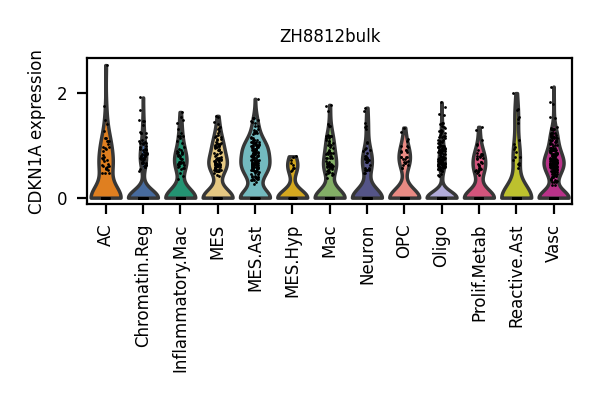 ZH8812bulk
CDKN1A expression
2
0
AC
Chromatin.Reg
Inflammatory.Mac
MES
MES.Ast
MES.Hyp
Mac
Neuron
OPC
Oligo
Prolif.Metab
Reactive.Ast
Vasc